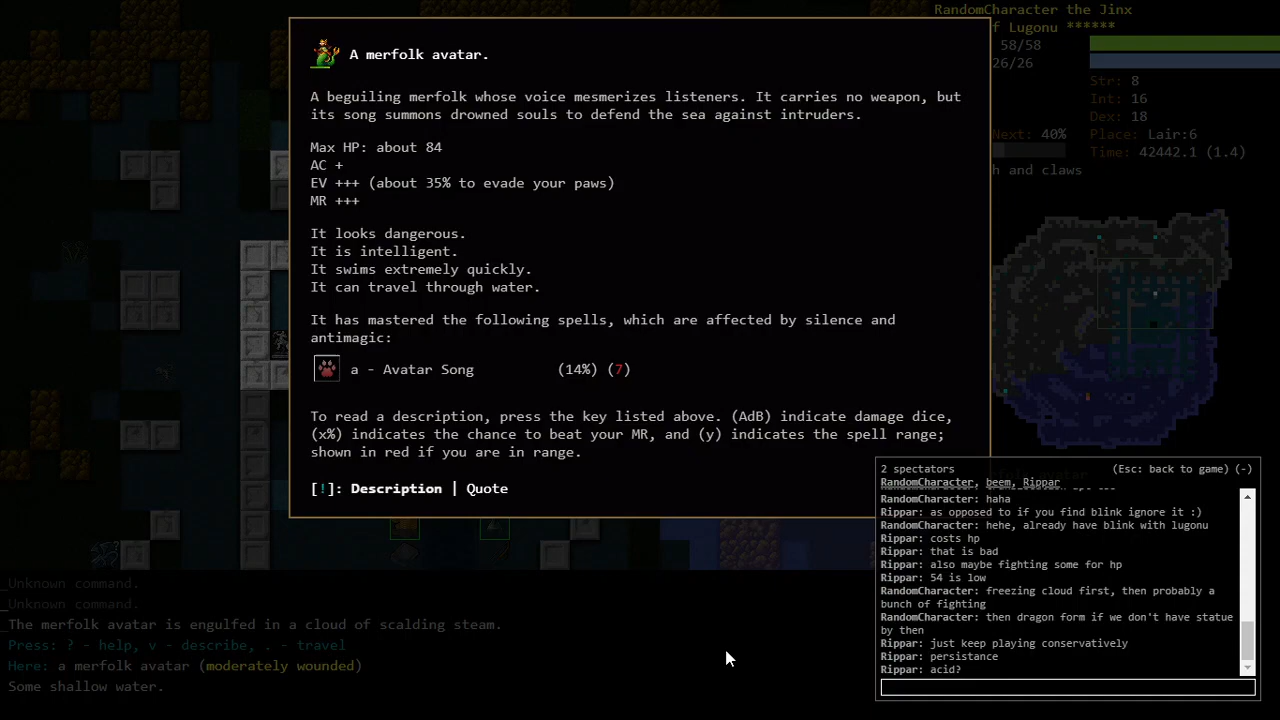 RandomCharacter the Jinx
f Lugonu ******
58/58
26/26
Str: 8
Int: 16
Dex: 18
Next: 40% Place: Lair:6
Time: 42442.1 (1.4)
h and claws
A merfolk avatar.
A beguiling merfolk whose voice mesmerizes listeners. It carries no weapon, but
its song summons drowned souls to defend the sea against intruders.
Max HP: about 84
AC +
EV +++ (about 35% to evade your paws)
MR +++
It looks dangerous.
It is intelligent.
It swims extremely quickly.
It can travel through water.
It has mastered the following spells, which are affected by silence and
antimagic:
a - Avatar Song (14%) (7)
To read a description, press the key listed above. (AdB) indicate damage dice,
(x%) indicates the chance to beat your MR, and (y) indicates the spell range;
shown in red if you are in range.
[!]: Description | Quote
_Unknown command.
_Unknown command.
_The merfolk avatar is engulfed in a cloud of scalding steam.
Press: ? - help, v - describe, . - travel
Here: a merfolk avatar (moderately wounded)
Some shallow water.
2 spectators (Esc: back to game) (-)
RandomCharacter, beem, Rippar
RandomCharacter: haha
Rippar: as opposed to if you find blink ignore it :)
RandomCharacter: hehe, already have blink with lugonu
Rippar: costs hp
Rippar: that is bad
Rippar: also maybe fighting some for hp
Rippar: 54 is low
RandomCharacter: freezing cloud first, then probably a
bunch of fighting
RandomCharacter: then dragon form if we don't have statue
by then
Rippar: just keep playing conservatively
Rippar: persistance
Rippar: acid?